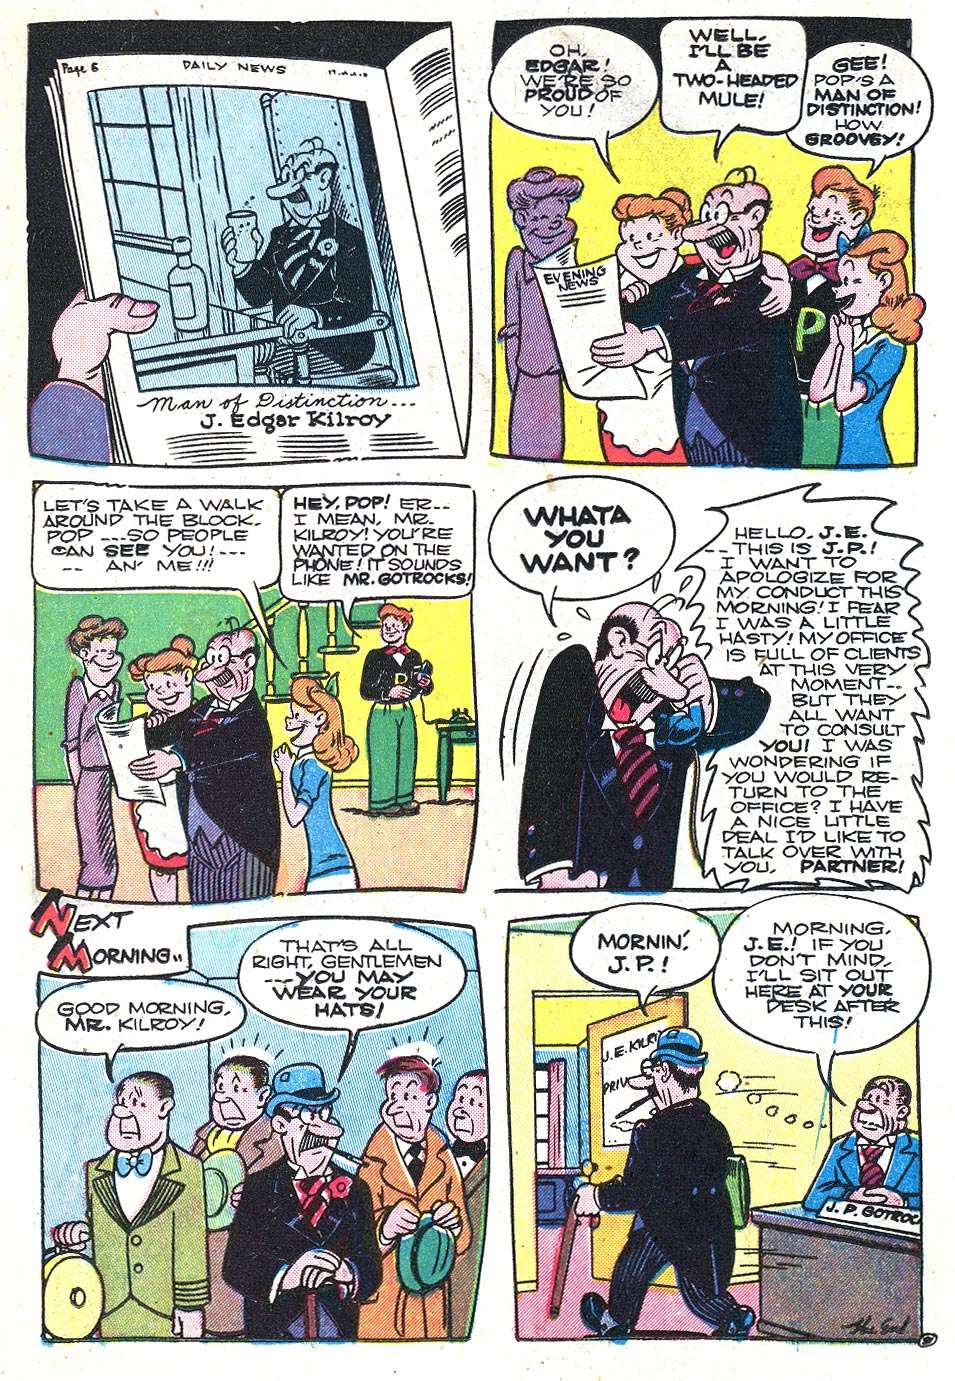 Page 6
DAILY NEWS
Man of Distinction...
J. Edgar Kilroy
OH,
EDGAR!
WE'RE SO
PROUD OF
YOU!
WELL,
I'LL BE
A
TWO-HEADED
MULE!
GEE!
POP'S A
MAN OF
DISTINCTION!
HOW
GROOVEY!
EVENING
NEWS
P
LET'S TAKE A WALK
AROUND THE BLOCK,
POP ---SO PEOPLE
CAN SEE YOU!---
-- AN' ME!!!
HEY, POP! ER--
I MEAN, MR.
KILROY! YOU'RE
WANTED ON THE
PHONE! IT SOUNDS
LIKE MR. GOTROCKS!
P
WHATA
YOU
WANT?
HELLO, J.E.
--THIS IS J.P.!
I WANT TO
APOLOGIZE FOR
MY CONDUCT THIS
MORNING! I FEAR
I WAS A LITTLE
HASTY! MY OFFICE
IS FULL OF CLIENTS
AT THIS VERY
MOMENT--
BUT THEY
ALL WANT
TO CONSULT
YOU! I WAS
WONDERING IF
YOU WOULD RE-
TURN TO THE
OFFICE? I HAVE
A NICE LITTLE
DEAL I'D LIKE TO
TALK OVER WITH
YOU, PARTNER!
NEXT
MORNING..
GOOD MORNING,
MR. KILROY!
THAT'S ALL
RIGHT, GENTLEMEN
---YOU MAY
WEAR YOUR
HATS!
MORNIN',
J.P.!
MORNING,
J.E.! IF YOU
DON'T MIND,
I'LL SIT OUT
HERE AT YOUR
DESK AFTER
THIS!
J.E. KILR
PRIV
J. P. GOTROC
The End